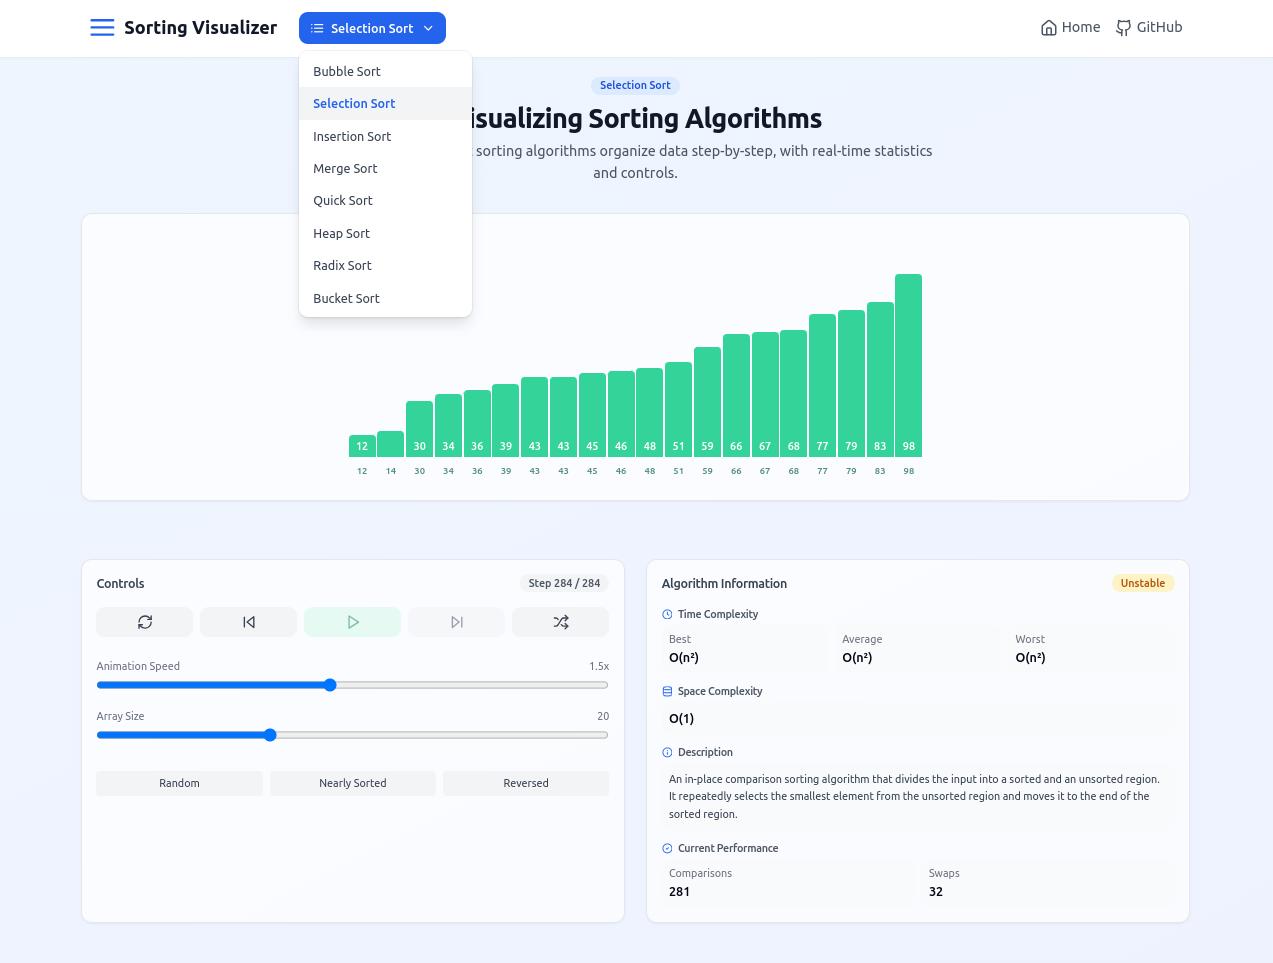 Sorting Visualizer
Selection Sort
Home
GitHub
Bubble Sort
Selection Sort
Insertion Sort
Merge Sort
Quick Sort
Heap Sort
Radix Sort
Bucket Sort
Selection Sort
isualizing Sorting Algorithms
sorting algorithms organize data step-by-step, with real-time statistics
and controls.
12 30 34 36 39 43 43 45 46 48 51 59 66 67 68 77 79 83 98
12 14 30 34 36 39 43 43 45 46 48 51 59 66 67 68 77 79 83 98
Controls
Step 284 / 284
Animation Speed
1.5x
Array Size
20
Random
Nearly Sorted
Reversed
Algorithm Information
Unstable
Time Complexity
Best
Average
Worst
O(n²)
O(n²)
O(n²)
Space Complexity
O(1)
Description
An in-place comparison sorting algorithm that divides the input into a sorted and an unsorted region.
It repeatedly selects the smallest element from the unsorted region and moves it to the end of the
sorted region.
Current Performance
Comparisons
Swaps
281
32